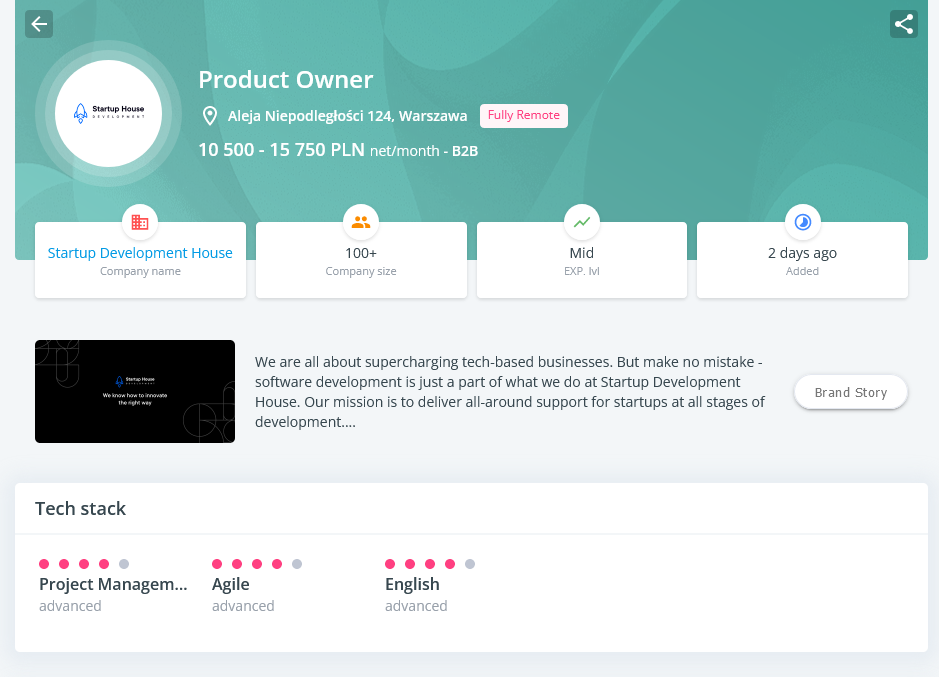 Startup House
DEVELOPMENT
Product Owner
Aleja Niepodległości 124, Warszawa Fully Remote
10 500 - 15 750 PLN net/month - B2B
Startup Development House
Company name
100+
Company size
Mid
EXP. lvl
2 days ago
Added
Startup House
DEVELOPMENT
We know how to innovate
the right way
We are all about supercharging tech-based businesses. But make no mistake -
software development is just a part of what we do at Startup Development
House. Our mission is to deliver all-around support for startups at all stages of
development....
Brand Story
Tech stack
Project Managem...
advanced
Agile
advanced
English
advanced